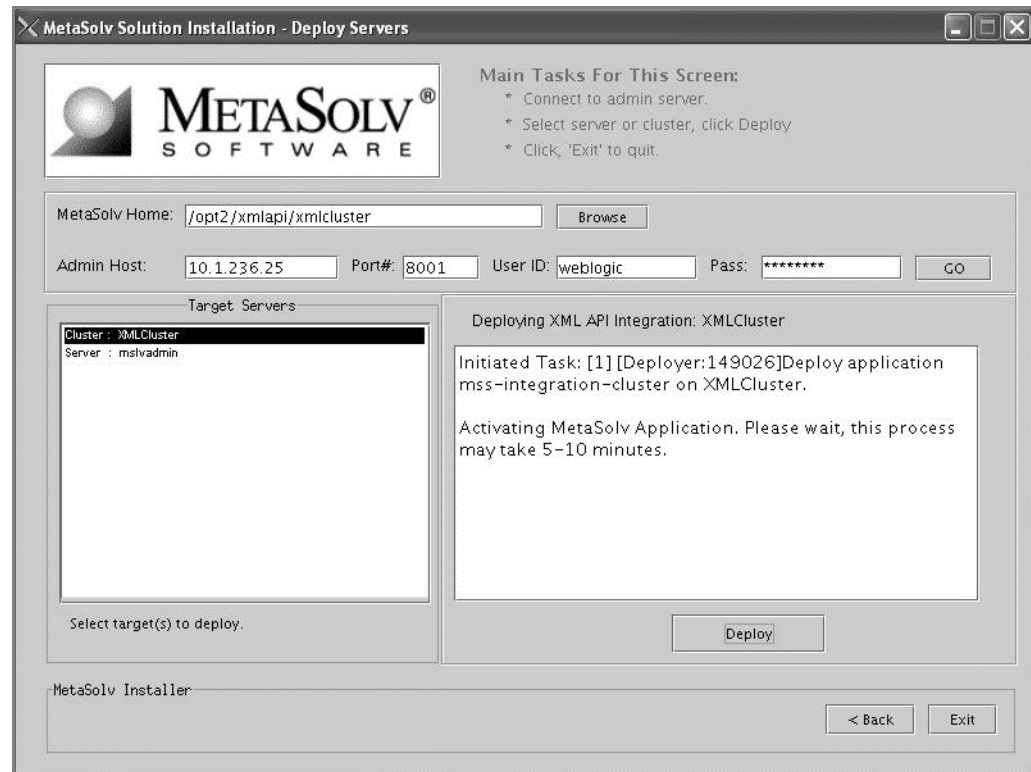 MetaSolv Solution Installation - Deploy Servers
METASOLV®
SOFTWARE
Main Tasks For This Screen:
* Connect to admin server.
* Select server or cluster, click Deploy
* Click, 'Exit' to quit.
MetaSolv Home: /opt2/xmlapi/xmlcluster Browse
Admin Host: 10.1.236.25 Port#: 8001 User ID: weblogic Pass: ******** GO
Target Servers
Cluster : XMLCluster
Server : mslvadmin
Select target(s) to deploy.
Deploying XML API Integration: XMLCluster
Initiated Task: [1] [Deployer:149026]Deploy application
mss-integration-cluster on XMLCluster.
Activating MetaSolv Application. Please wait, this process
may take 5-10 minutes.
Deploy
MetaSolv Installer
< Back Exit